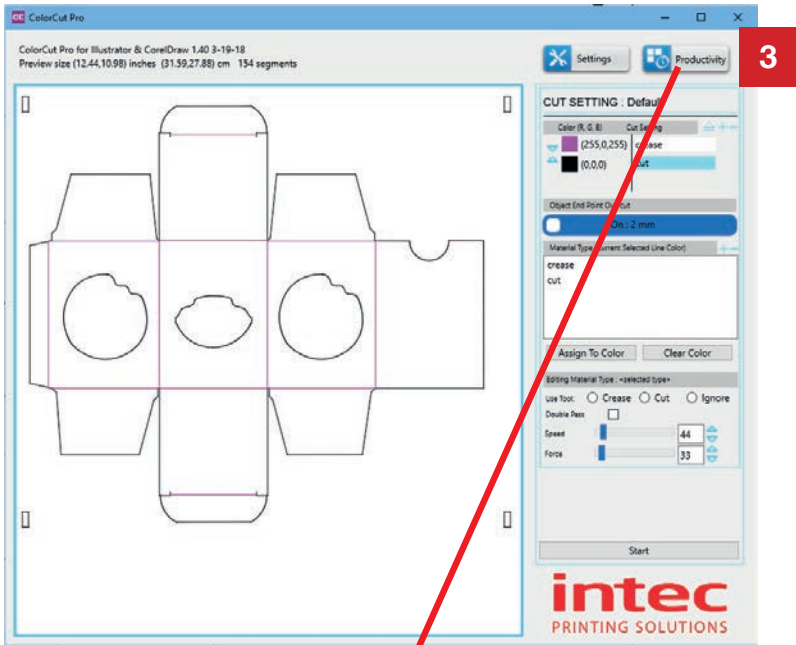 ColorCut Pro
ColorCut Pro for Illustrator & CorelDraw 1.40 3-19-18
Preview size (12.44,10.98) inches (31.59,27.88) cm 154 segments
Settings
Productivity
3
CUT SETTING : Default
Color (R, G, B) Cut Setting
(255,0,255) crease
(0,0,0) cut
Object End Point Overcut
On : 2 mm
Material Type (Current Selected Line Color)
crease
cut
Assign To Color
Clear Color
Editing Material Type : <selected type>
Use Tool: Crease Cut Ignore
Double Pass
Speed 44
Force 33
Start
intec
PRINTING SOLUTIONS